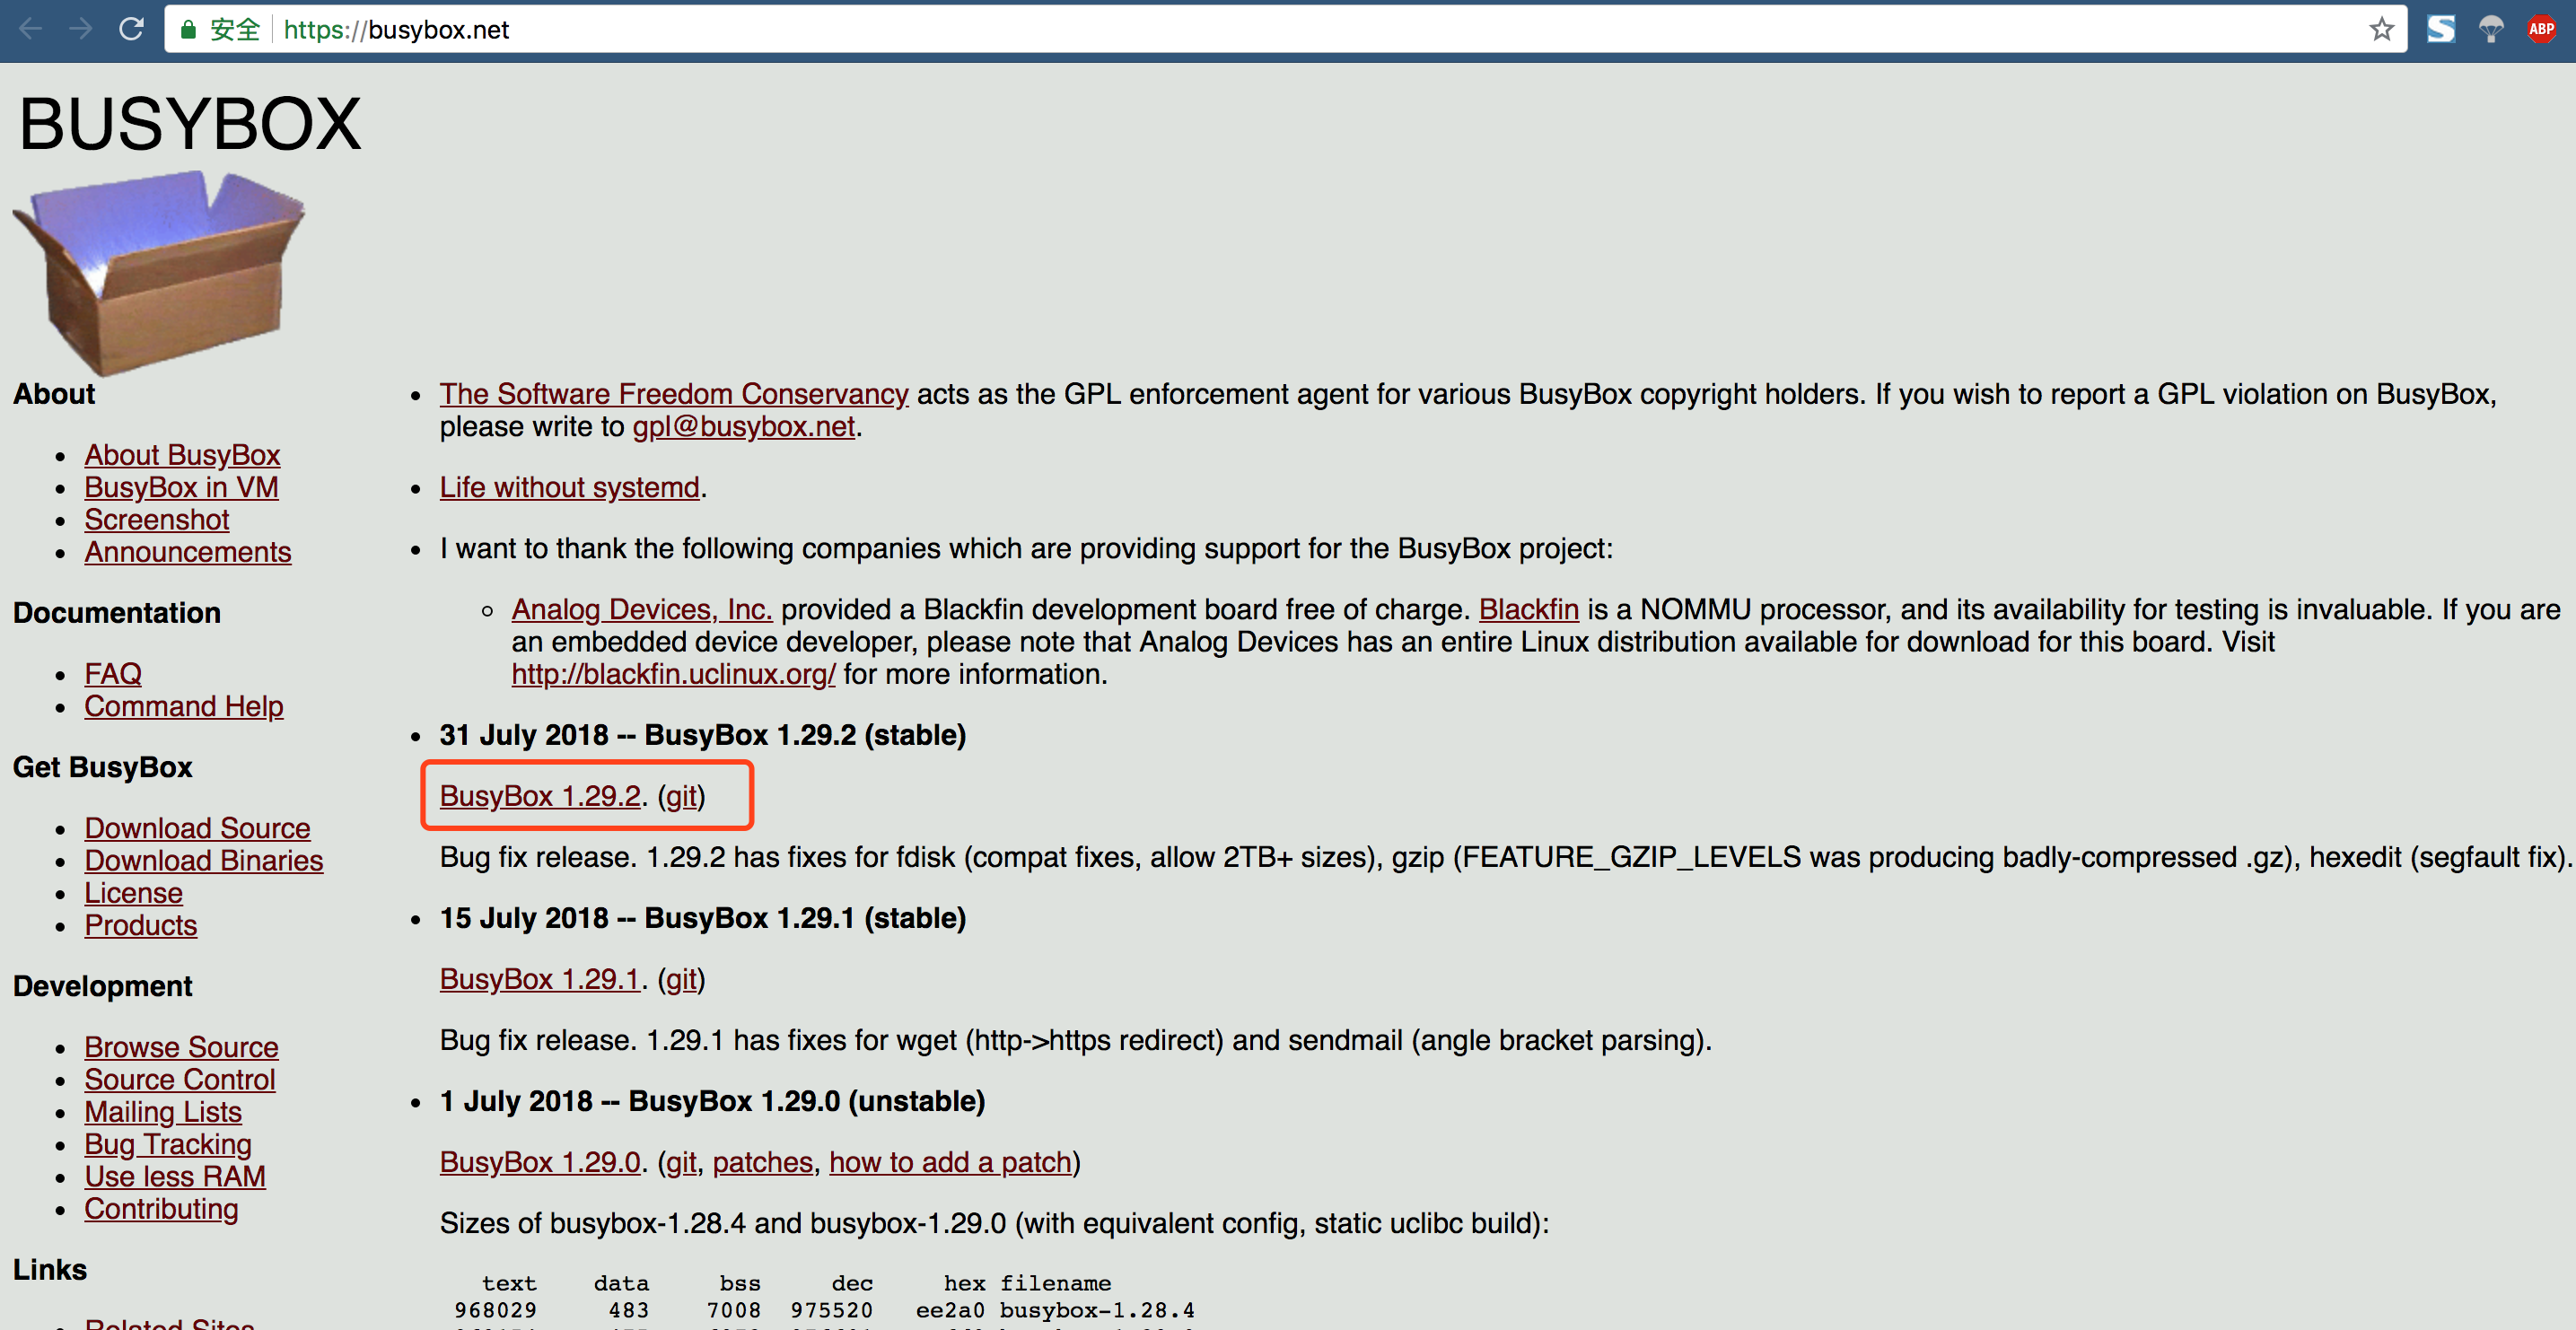 安全 https://busybox.net
ABP
BUSYBOX
About
About BusyBox
BusyBox in VM
Screenshot
Announcements
Documentation
FAQ
Command Help
Get BusyBox
Download Source
Download Binaries
License
Products
Development
Browse Source
Source Control
Mailing Lists
Bug Tracking
Use less RAM
Contributing
Links
Related Sites
The Software Freedom Conservancy acts as the GPL enforcement agent for various BusyBox copyright holders. If you wish to report a GPL violation on BusyBox,
please write to gpl@busybox.net.
Life without systemd.
I want to thank the following companies which are providing support for the BusyBox project:
Analog Devices, Inc. provided a Blackfin development board free of charge. Blackfin is a NOMMU processor, and its availability for testing is invaluable. If you are
an embedded device developer, please note that Analog Devices has an entire Linux distribution available for download for this board. Visit
http://blackfin.uclinux.org/ for more information.
31 July 2018 -- BusyBox 1.29.2 (stable)
BusyBox 1.29.2. (git)
Bug fix release. 1.29.2 has fixes for fdisk (compat fixes, allow 2TB+ sizes), gzip (FEATURE_GZIP_LEVELS was producing badly-compressed .gz), hexedit (segfault fix).
15 July 2018 -- BusyBox 1.29.1 (stable)
BusyBox 1.29.1. (git)
Bug fix release. 1.29.1 has fixes for wget (http->https redirect) and sendmail (angle bracket parsing).
1 July 2018 -- BusyBox 1.29.0 (unstable)
BusyBox 1.29.0. (git, patches, how to add a patch)
Sizes of busybox-1.28.4 and busybox-1.29.0 (with equivalent config, static uclibc build):
text data bss dec hex filename
968029 483 7008 975520 ee2a0 busybox-1.28.4